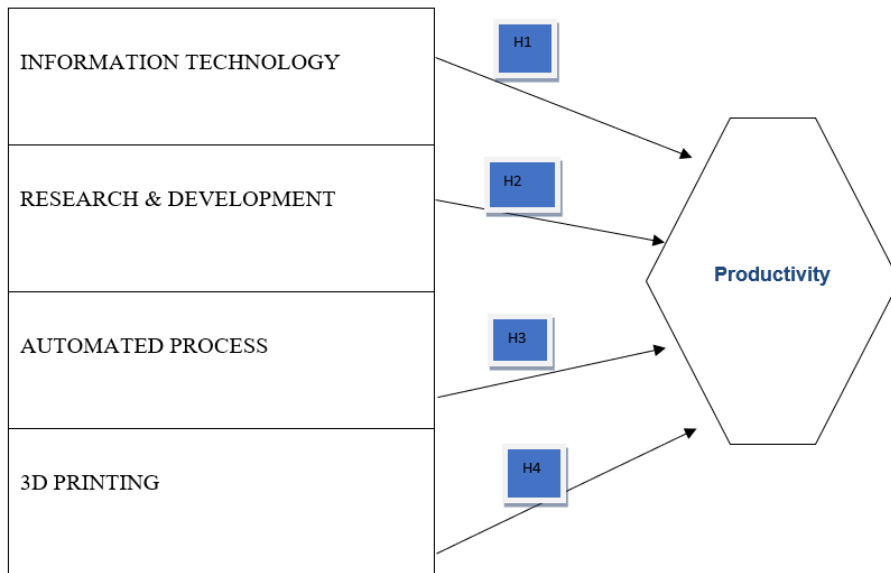 INFORMATION TECHNOLOGY
H1
RESEARCH & DEVELOPMENT
H2
Productivity
AUTOMATED PROCESS
H3
3D PRINTING
H4